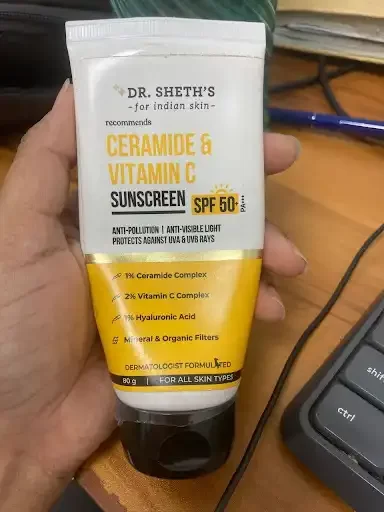 DR. SHETH'S
- for indian skin -
recommends
CERAMIDE &
VITAMIN C
SUNSCREEN SPF 50+ PA+++
ANTI-POLLUTION | ANTI-VISIBLE LIGHT
PROTECTS AGAINST UVA & UVB RAYS
1% Ceramide Complex
2% Vitamin C Complex
1% Hyaluronic Acid
Mineral & Organic Filters
DERMATOLOGIST FORMULATED
80 g | FOR ALL SKIN TYPES
shif
ctrl